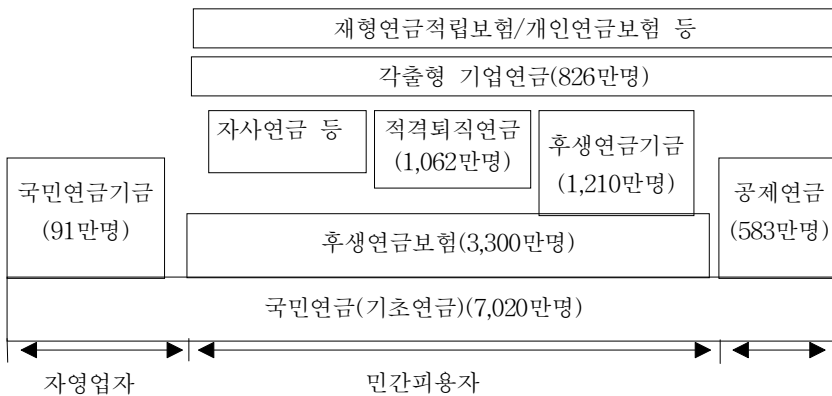 재형연금적립보험/개인연금보험 등
각출형 기업연금(826만명)
자사연금 등
적격퇴직연금
(1,062만명)
후생연금기금
(1,210만명)
국민연금기금
(91만명)
공제연금
(583만명)
후생연금보험(3,300만명)
국민연금(기초연금)(7,020만명)
자영업자
민간피용자